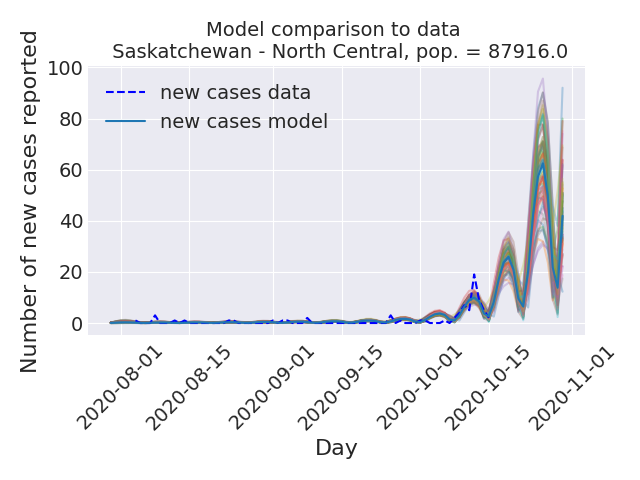 Model comparison to data
Saskatchewan - North Central, pop. = 87916.0
Number of new cases reported
100
80
60
40
20
0
new cases data
new cases model
2020-08-01
2020-08-15
2020-09-01
2020-09-15
2020-10-01
2020-10-15
2020-11-01
Day